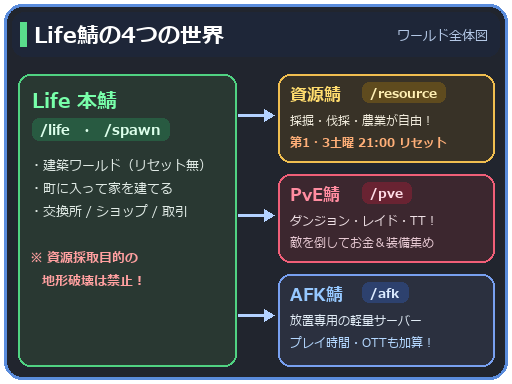 Life鯖の4つの世界
ワールド全体図
Life 本鯖
/life ・ /spawn
・建築ワールド（リセット無）
・町に入って家を建てる
・交換所 / ショップ / 取引
※ 資源採取目的の
地形破壊は禁止！
資源鯖 /resource
採掘・伐採・農業が自由！
第1・3土曜 21:00 リセット
PvE鯖 /pve
ダンジョン・レイド・TT！
敵を倒してお金＆装備集め
AFK鯖 /afk
放置専用の軽量サーバー
プレイ時間・OTTも加算！